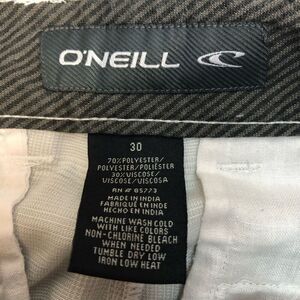 O'NEILL
30
70% POLYESTER/
POLYESTER/POLIÉSTER
30% VISCOSE/
VISCOSE/VISCOSA
RN # 85773
MADE IN INDIA
FABRIQUÉ EN INDE
HECHO EN INDIA
MACHINE WASH COLD
WITH LIKE COLORS
NON-CHLORINE BLEACH
WHEN NEEDED
TUMBLE DRY LOW
IRON LOW HEAT